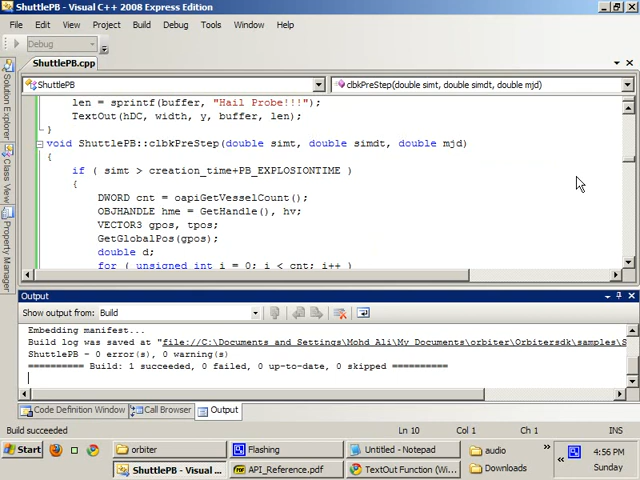 ShuttlePB - Visual C++ 2008 Express Edition
File Edit View Project Build Debug Tools Window Help
Debug
ShuttlePB.cpp
ShuttlePB
clbkPreStep(double simt, double simdt, double mjd)
len = sprintf(buffer, "Hail Probe!!!");
TextOut(hDC, width, y, buffer, len);
}
void ShuttlePB::clbkPreStep(double simt, double simdt, double mjd)
{
if ( simt > creation_time+PB_EXPLOSIONTIME )
{
DWORD cnt = oapiGetVesselCount();
OBJHANDLE hme = GetHandle(), hv;
VECTOR3 gpos, tpos;
GetGlobalPos(gpos);
double d;
for ( unsigned int i = 0; i < cnt; i++ )
Solution Explorer
Class View
Property Manager
Output
Show output from: Build
Embedding manifest...
Build log was saved at "file://C:\Documents and Settings\Mohd Ali\My Documents\orbiter\Orbitersdk\samples\S
ShuttlePB - 0 error(s), 0 warning(s)
========== Build: 1 succeeded, 0 failed, 0 up-to-date, 0 skipped ==========
Code Definition Window Call Browser Output
Build succeeded Ln 10 Col 1 Ch 1 INS
Start orbiter Flashing Untitled - Notepad audio 4:56 PM
ShuttlePB - Visual ... API_Reference.pdf TextOut Function (Wi... Downloads Sunday